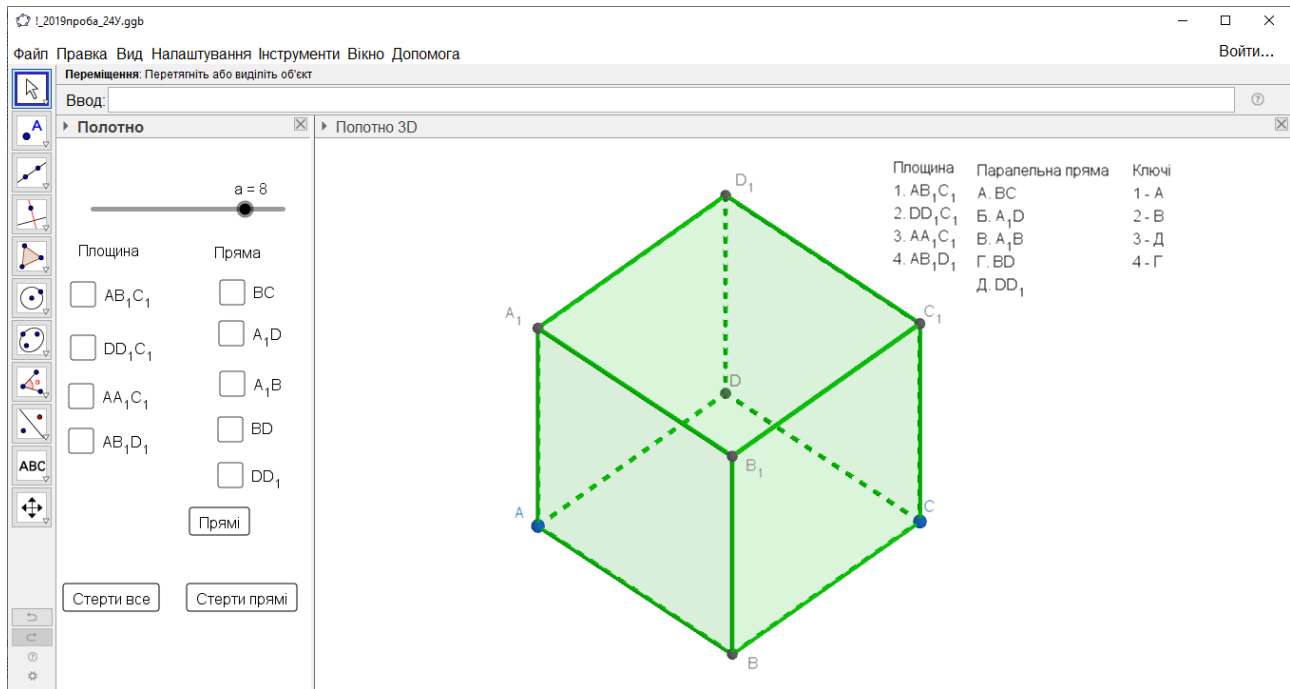 !_2019проба_24У.ggb
Файл Правка Вид Налаштування Інструменти Вікно Допомога
Войти...
Переміщення: Перетягніть або виділіть об'єкт
Ввод:
Полотно
a = 8
Площина
Пряма
AB₁C₁
BC
DD₁C₁
A₁D
AA₁C₁
A₁B
AB₁D₁
BD
DD₁
Прямі
Стерти все
Стерти прямі
A
ABC
Полотно 3D
Площина Паралельна пряма Ключі
1. AB₁C₁ А. BC 1 - А
2. DD₁C₁ Б. A₁D 2 - В
3. AA₁C₁ В. A₁B 3 - Д
4. AB₁D₁ Г. BD 4 - Г
Д. DD₁
D₁
A₁
C₁
D
B₁
A
C
B